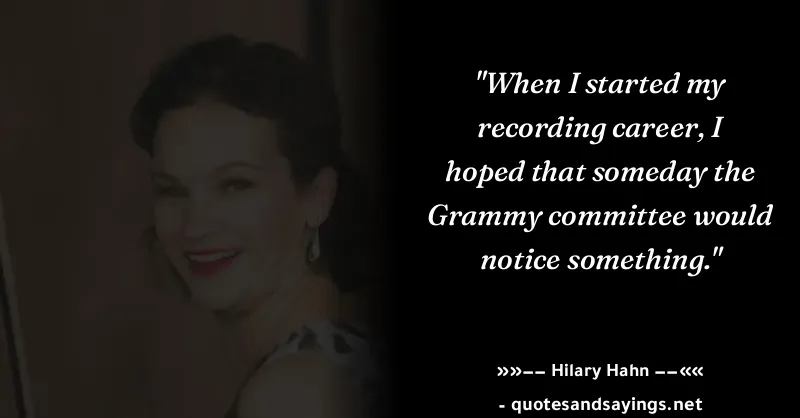 "When I started my
recording career, I
hoped that someday the
Grammy committee would
notice something."
»»–– Hilary Hahn ––««
- quotesandsayings.net